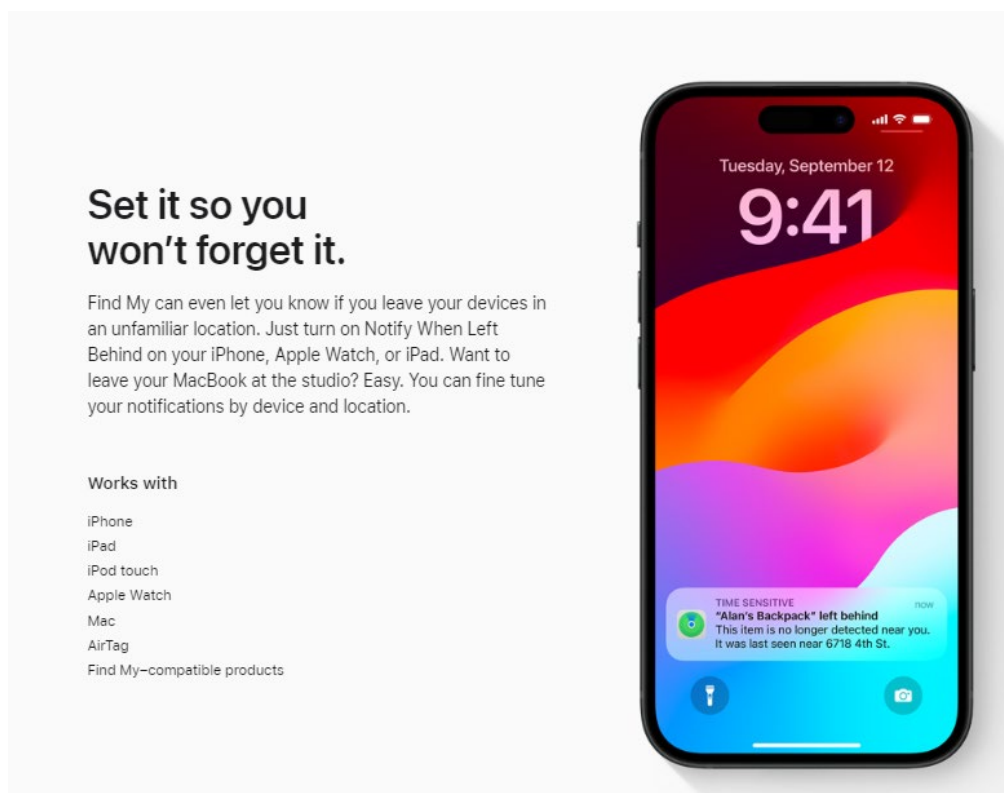 Set it so you
won't forget it.
Find My can even let you know if you leave your devices in
an unfamiliar location. Just turn on Notify When Left
Behind on your iPhone, Apple Watch, or iPad. Want to
leave your MacBook at the studio? Easy. You can fine tune
your notifications by device and location.
Works with
iPhone
iPad
iPod touch
Apple Watch
Mac
AirTag
Find My–compatible products
Tuesday, September 12
9:41
TIME SENSITIVE
now
“Alan's Backpack” left behind
This item is no longer detected near you.
It was last seen near 6718 4th St.